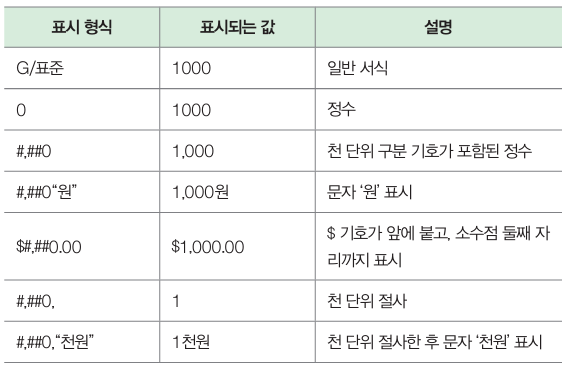 표시 형식 표시되는 값 설명
G/표준 1000 일반 서식
0 1000 정수
#,##0 1,000 천 단위 구분 기호가 포함된 정수
#,##0“원” 1,000원 문자 ‘원’ 표시
$#,##0.00 $1,000.00 $ 기호가 앞에 붙고, 소수점 둘째 자
리까지 표시
#,##0, 1 천 단위 절사
#,##0,“천원” 1천원 천 단위 절사한 후 문자 ‘천원’ 표시